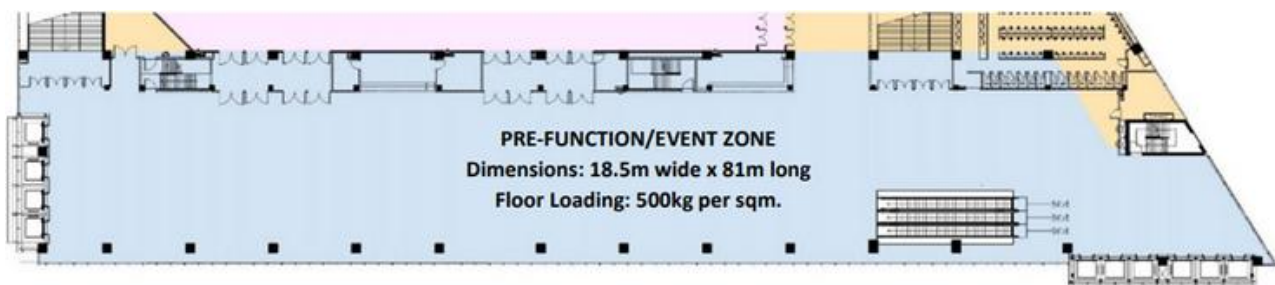 PRE-FUNCTION/EVENT ZONE
Dimensions: 18.5m wide x 81m long
Floor Loading: 500kg per sqm.